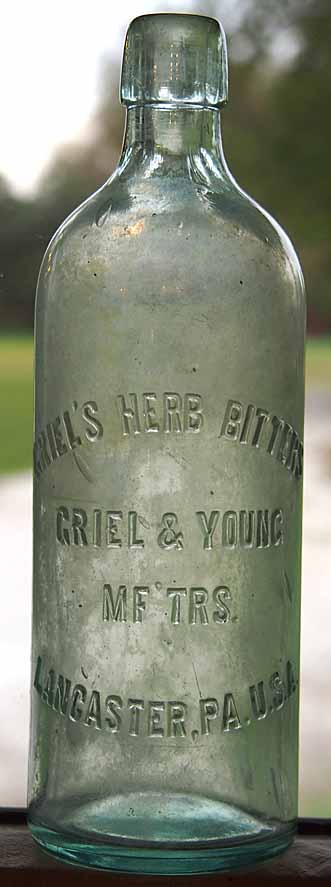 GRIEL'S HERB BITTERS
GRIEL & YOUNG
MF'TRS.
LANCASTER, PA. U.S.A.